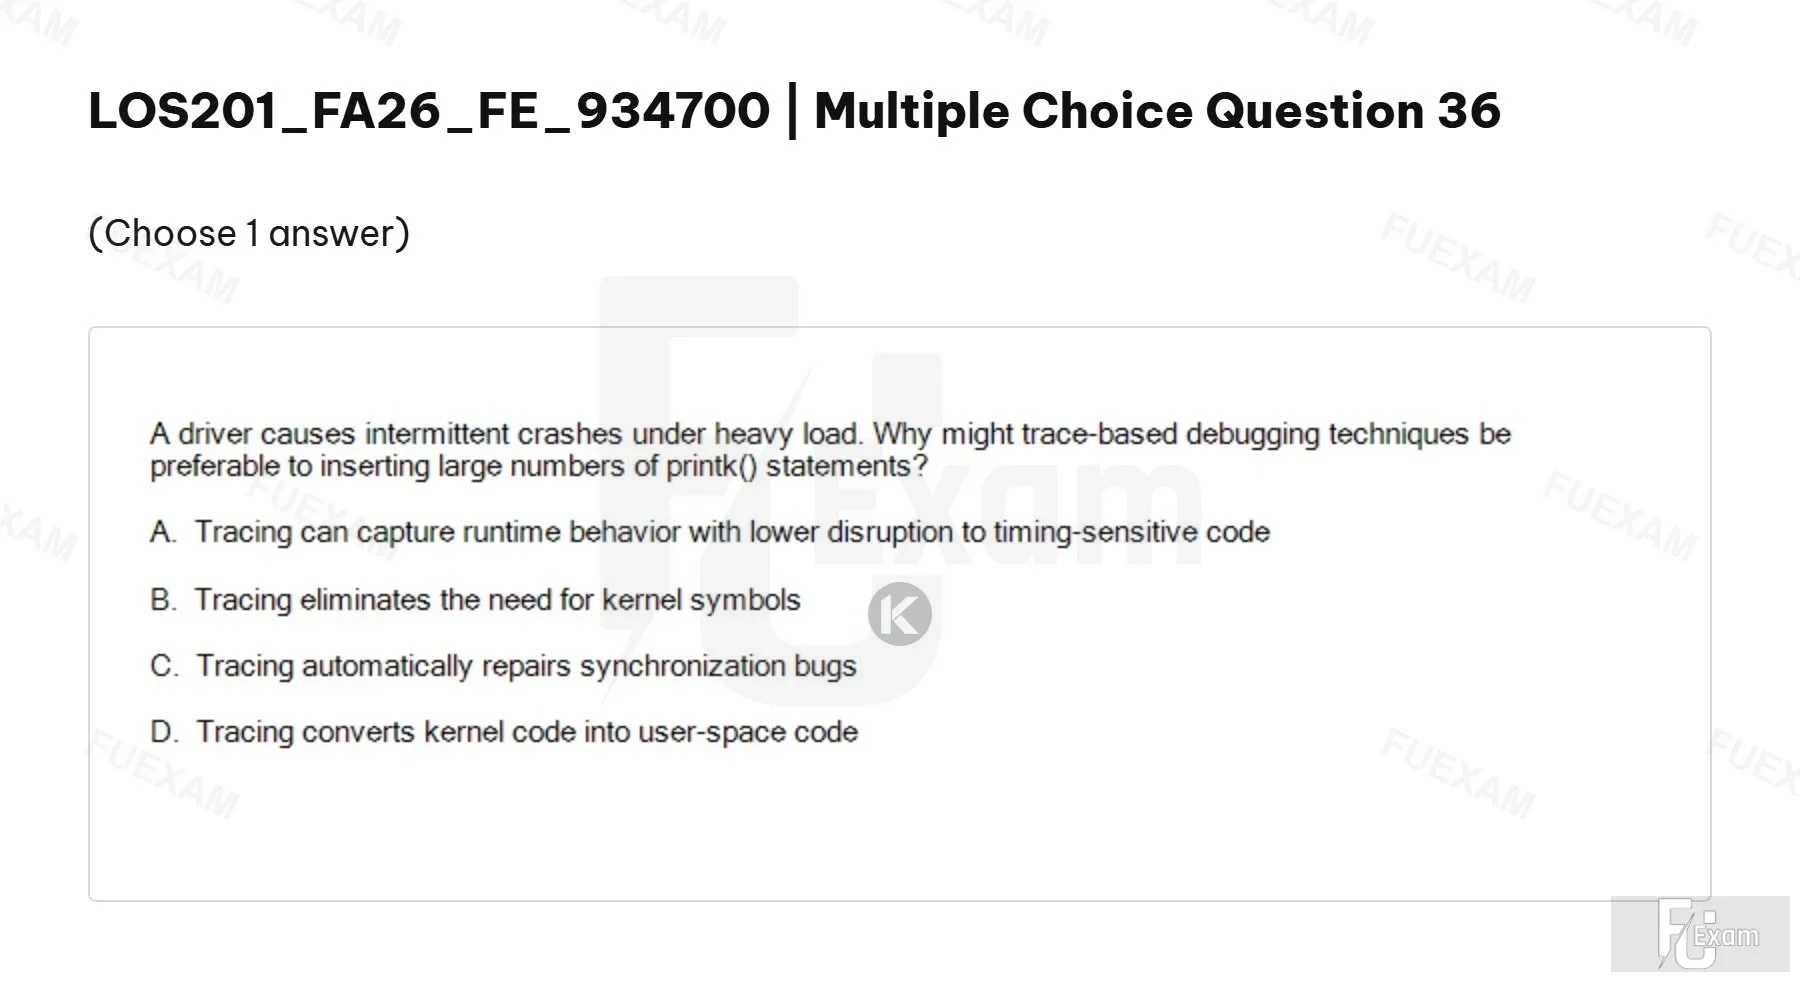 LOS201_FA26_FE_934700 | Multiple Choice Question 36
(Choose 1 answer)
A driver causes intermittent crashes under heavy load. Why might trace-based debugging techniques be
preferable to inserting large numbers of printk() statements?
A. Tracing can capture runtime behavior with lower disruption to timing-sensitive code
B. Tracing eliminates the need for kernel symbols
C. Tracing automatically repairs synchronization bugs
D. Tracing converts kernel code into user-space code
FU Exam